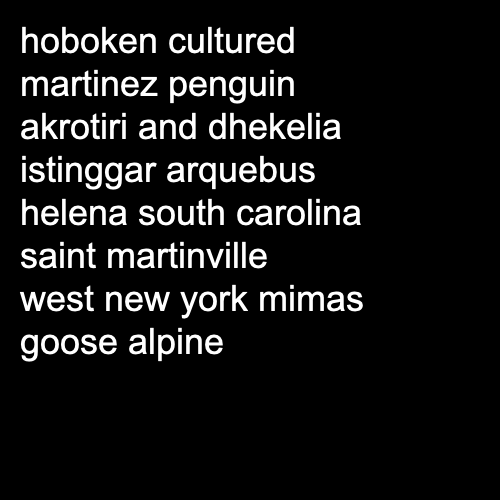 hoboken cultured
martinez penguin
akrotiri and dhekelia
istinggar arquebus
helena south carolina
saint martinville
west new york mimas
goose alpine